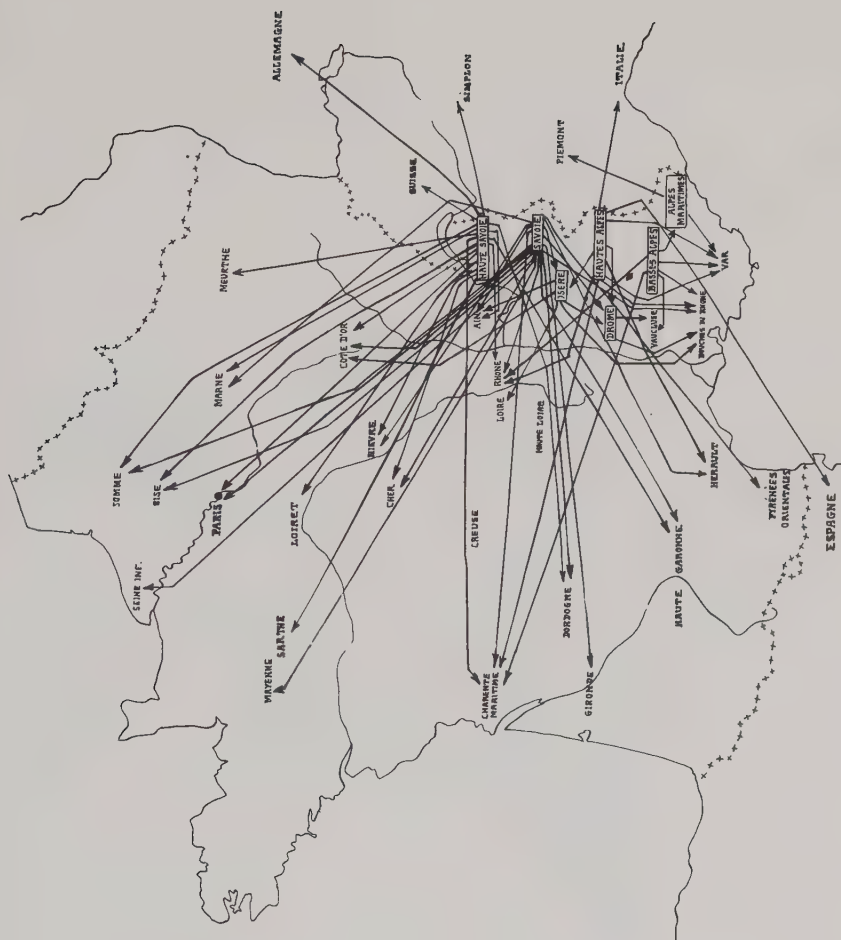 ALLEMAGNE
SIMPLON
ITALIE
PIEMONT
SUISSE
ALPES
MARITIMES
HAUTE SAVOIE
SAVOIE
HAUTES ALPES
BASSES ALPES
VAR
MEURTHE
ISERE
AIN
DROME
VAUCLUSE
BOUCHES DU RHONE
COTE D'OR
MARNE
RHONE
LOIRE
HAUTE LOIRE
NIEVRE
SOMME
OISE
PARIS
LOIRET
CHER
CREUSE
HERAULT
PYRENEES
ORIENTALES
ESPAGNE
SEINE INF.
DORDOGNE
HAUTE GARONNE
SARTHE
MAYENNE
CHARENTE
MARITIME
GIRONDE